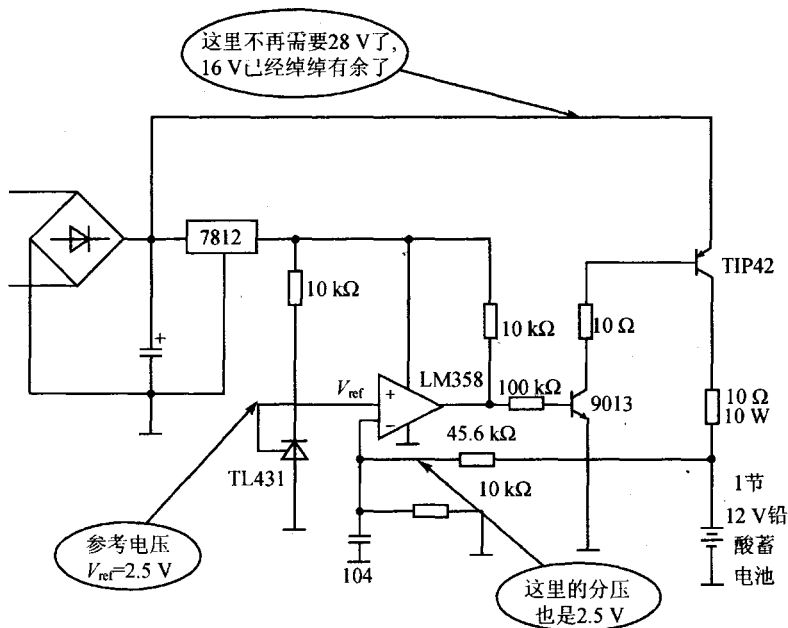 这里不再需要28 V了,
16 V已经绰绰有余了
7812
TIP42
10 kΩ
10 kΩ
10 Ω
+
LM358
Vref
+
−
100 kΩ
9013
10 Ω
10 W
45.6 kΩ
TL431
10 kΩ
1节
12 V铅
酸蓄
电池
104
参考电压
Vref=2.5 V
这里的分压
也是2.5 V